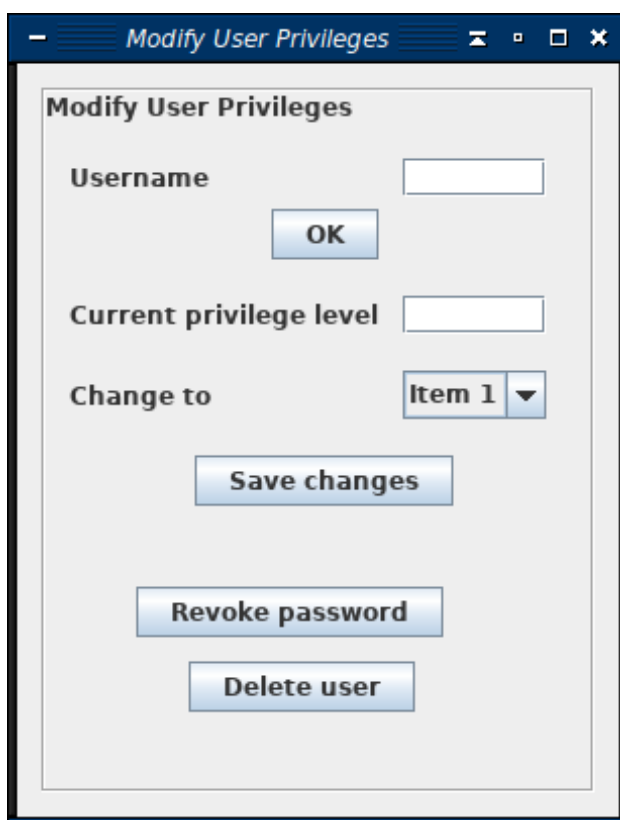 Modify User Privileges
Modify User Privileges
Username
OK
Current privilege level
Change to Item 1
Save changes
Revoke password
Delete user